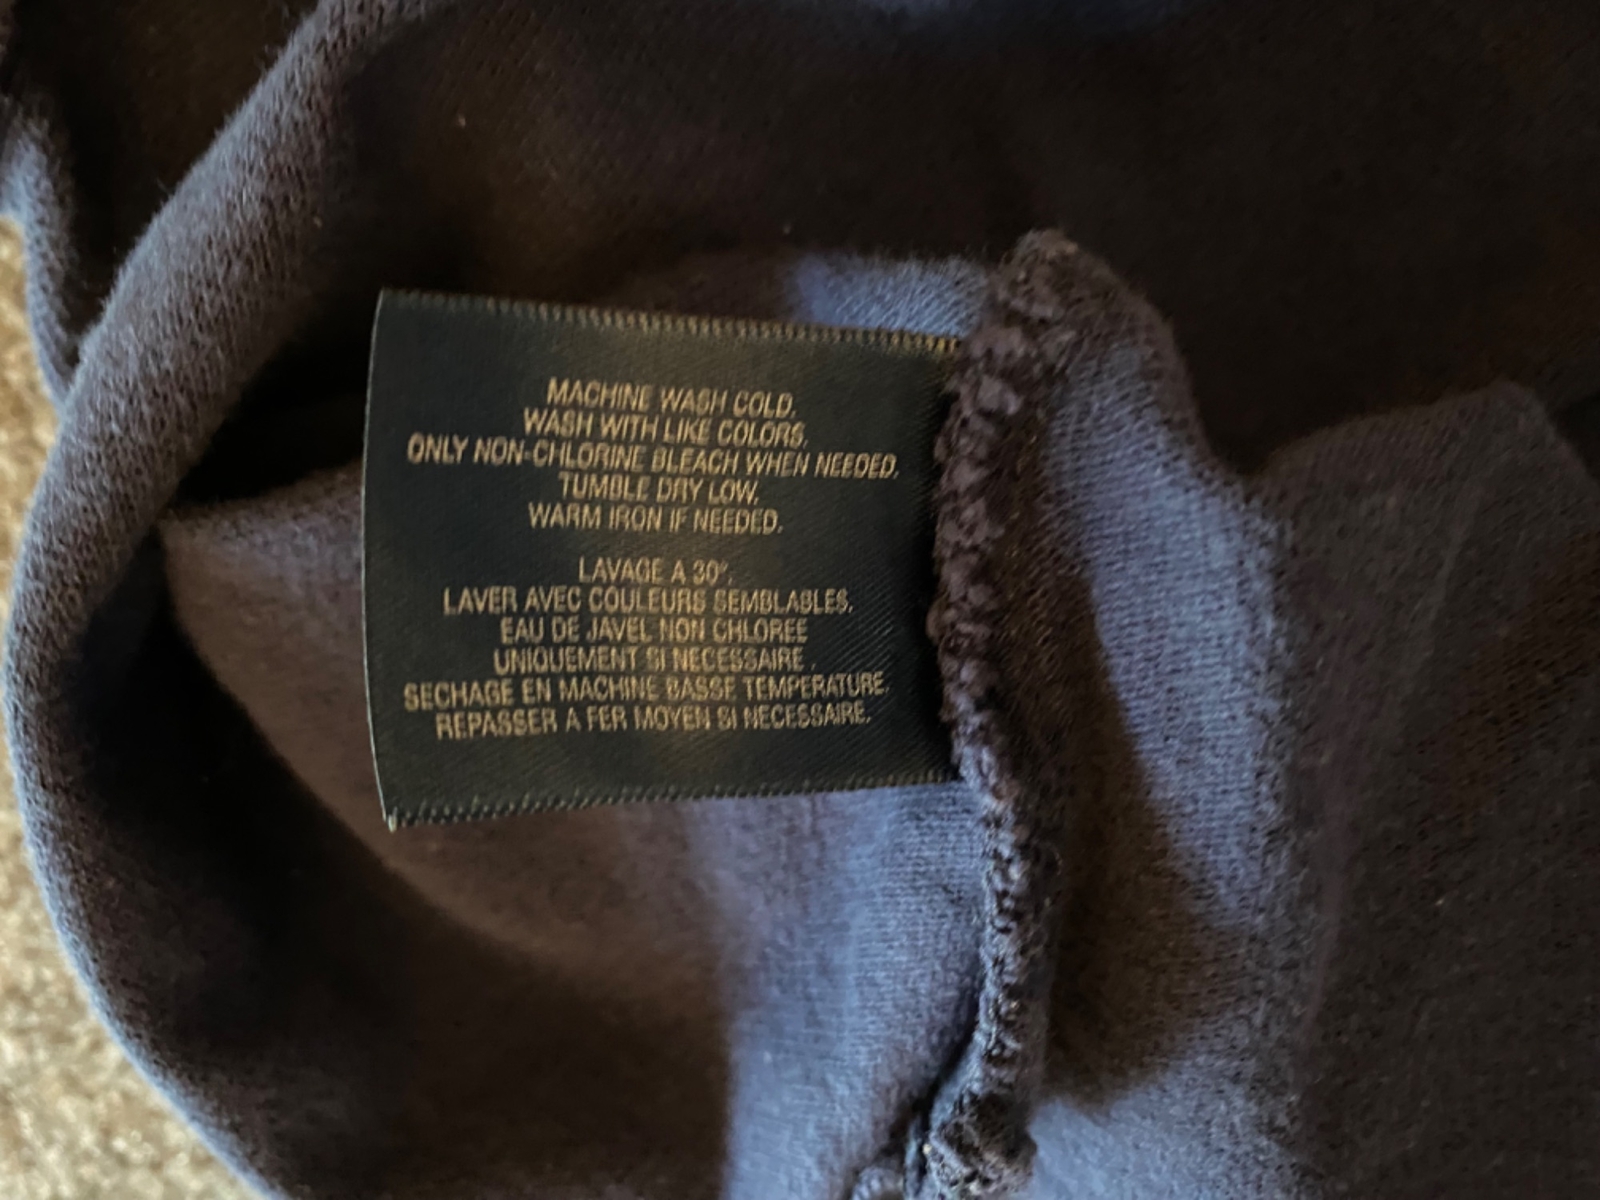 MACHINE WASH COLD.
WASH WITH LIKE COLORS.
ONLY NON-CHLORINE BLEACH WHEN NEEDED.
TUMBLE DRY LOW.
WARM IRON IF NEEDED.
LAVAGE A 30°.
LAVER AVEC COULEURS SEMBLABLES.
EAU DE JAVEL NON CHLOREE
UNIQUEMENT SI NECESSAIRE .
SECHAGE EN MACHINE BASSE TEMPERATURE.
REPASSER A FER MOYEN SI NECESSAIRE.